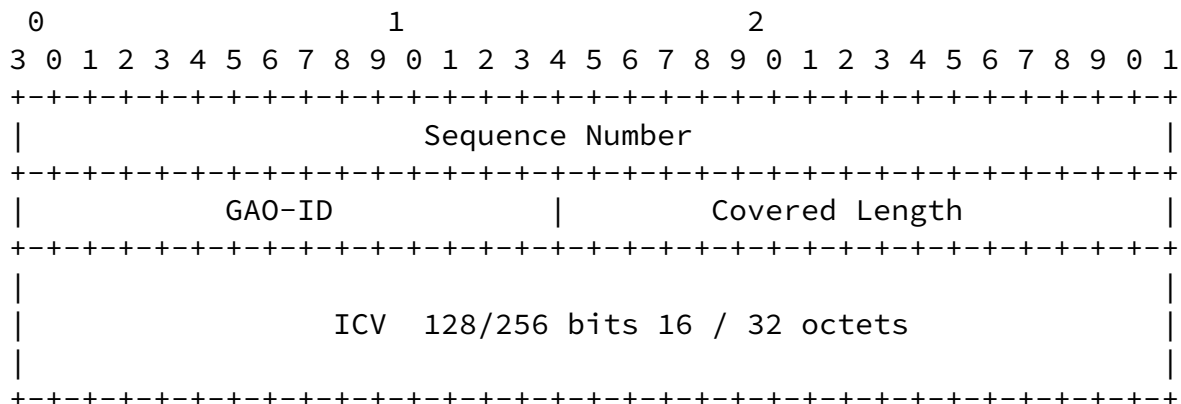 0                   1                   2
3 0 1 2 3 4 5 6 7 8 9 0 1 2 3 4 5 6 7 8 9 0 1 2 3 4 5 6 7 8 9 0 1
+-+-+-+-+-+-+-+-+-+-+-+-+-+-+-+-+-+-+-+-+-+-+-+-+-+-+-+-+-+-+-+-+
|                      Sequence Number                          |
+-+-+-+-+-+-+-+-+-+-+-+-+-+-+-+-+-+-+-+-+-+-+-+-+-+-+-+-+-+-+-+-+
|           GAO-ID            |        Covered Length           |
+-+-+-+-+-+-+-+-+-+-+-+-+-+-+-+-+-+-+-+-+-+-+-+-+-+-+-+-+-+-+-+-+
|                                                               |
|                 ICV  128/256 bits 16 / 32 octets              |
|                                                               |
+-+-+-+-+-+-+-+-+-+-+-+-+-+-+-+-+-+-+-+-+-+-+-+-+-+-+-+-+-+-+-+-+